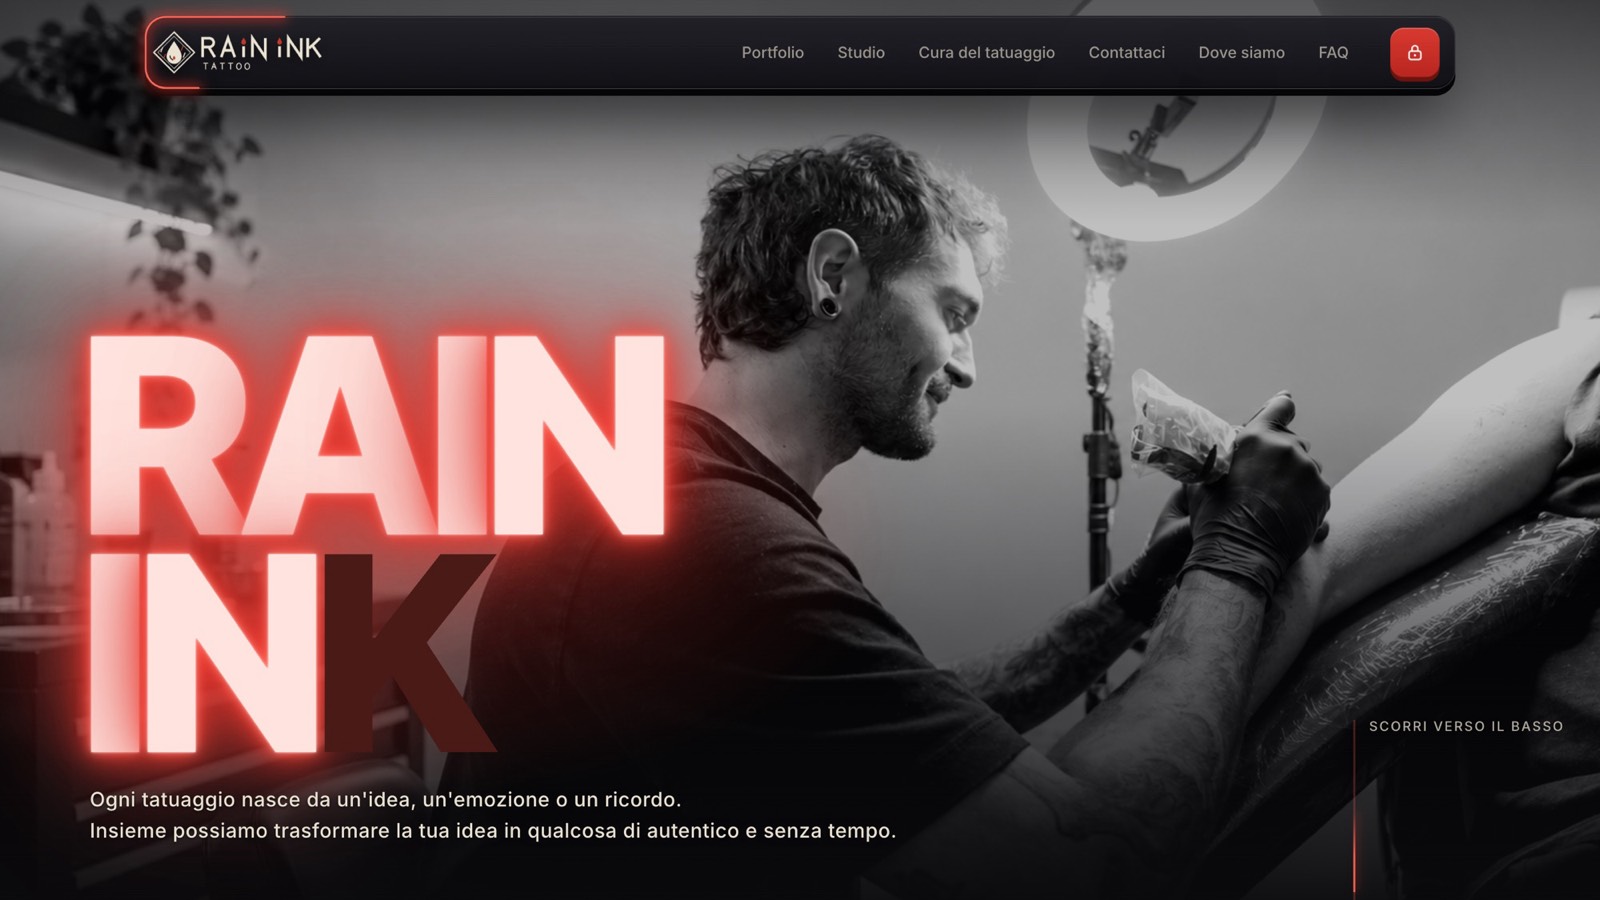 RAIN INK
TATTOO
Portfolio
Studio
Cura del tatuaggio
Contattaci
Dove siamo
FAQ
RAIN
INK
SCORRI VERSO IL BASSO
Ogni tatuaggio nasce da un'idea, un'emozione o un ricordo.
Insieme possiamo trasformare la tua idea in qualcosa di autentico e senza tempo.